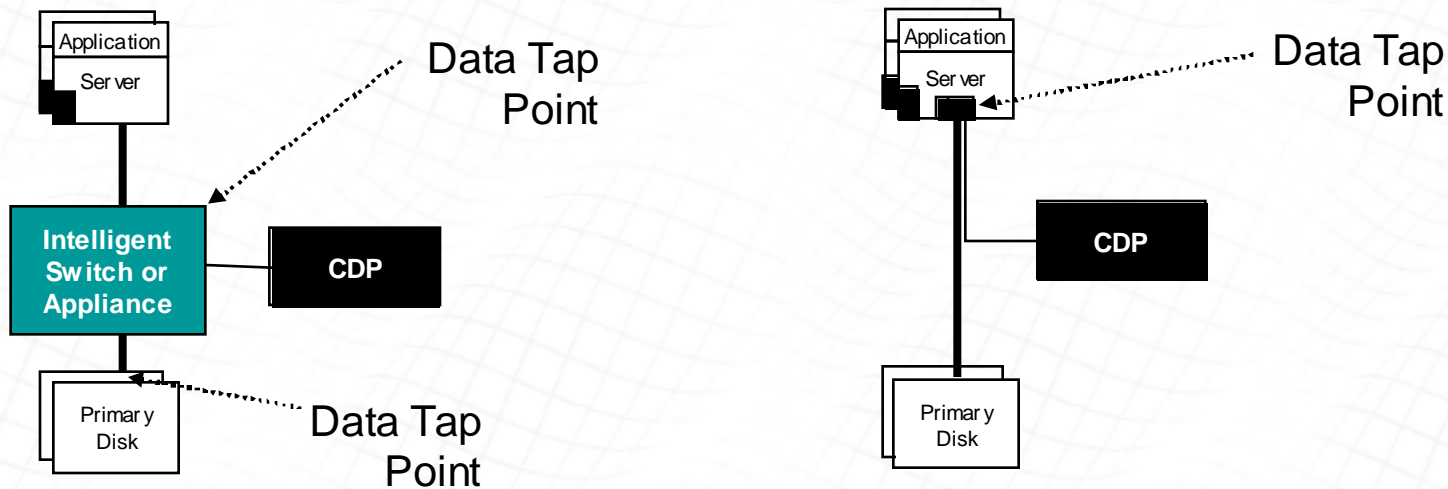 Application
Server
Data Tap
Point
Intelligent
Switch or
Appliance
CDP
Primary
Disk
Data Tap
Point
Application
Server
Data Tap
Point
CDP
Primary
Disk